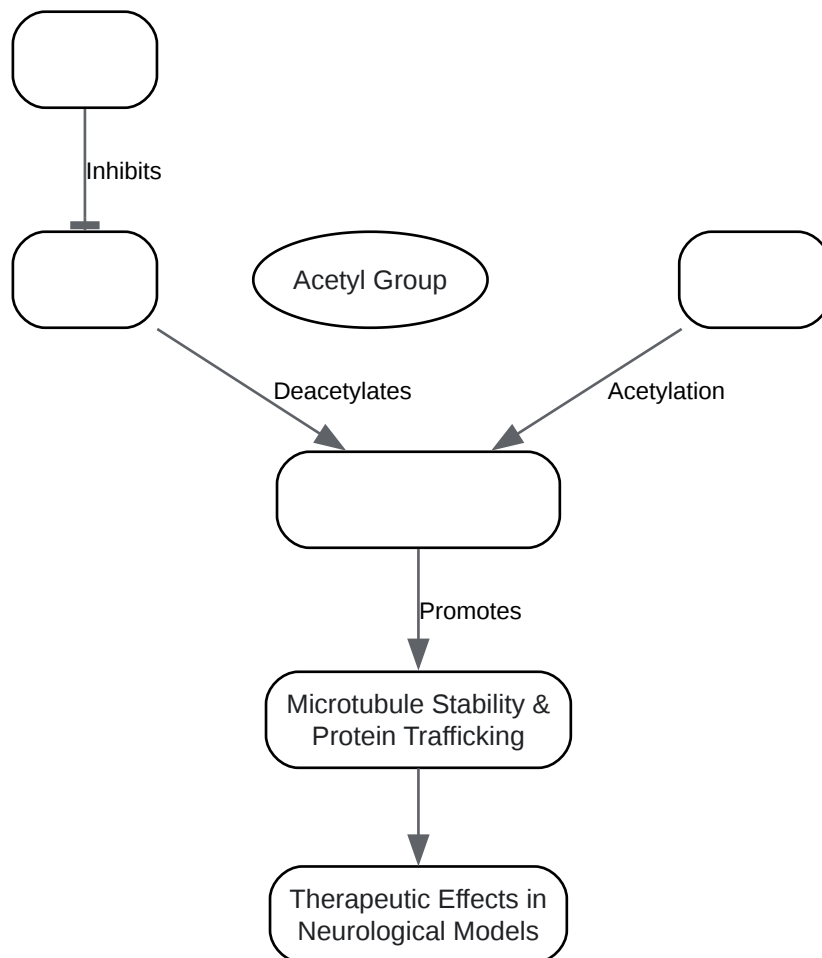 Inhibits
Acetyl Group
Deacetylates
Acetylation
Promotes
Microtubule Stability &
Protein Trafficking
Therapeutic Effects in
Neurological Models